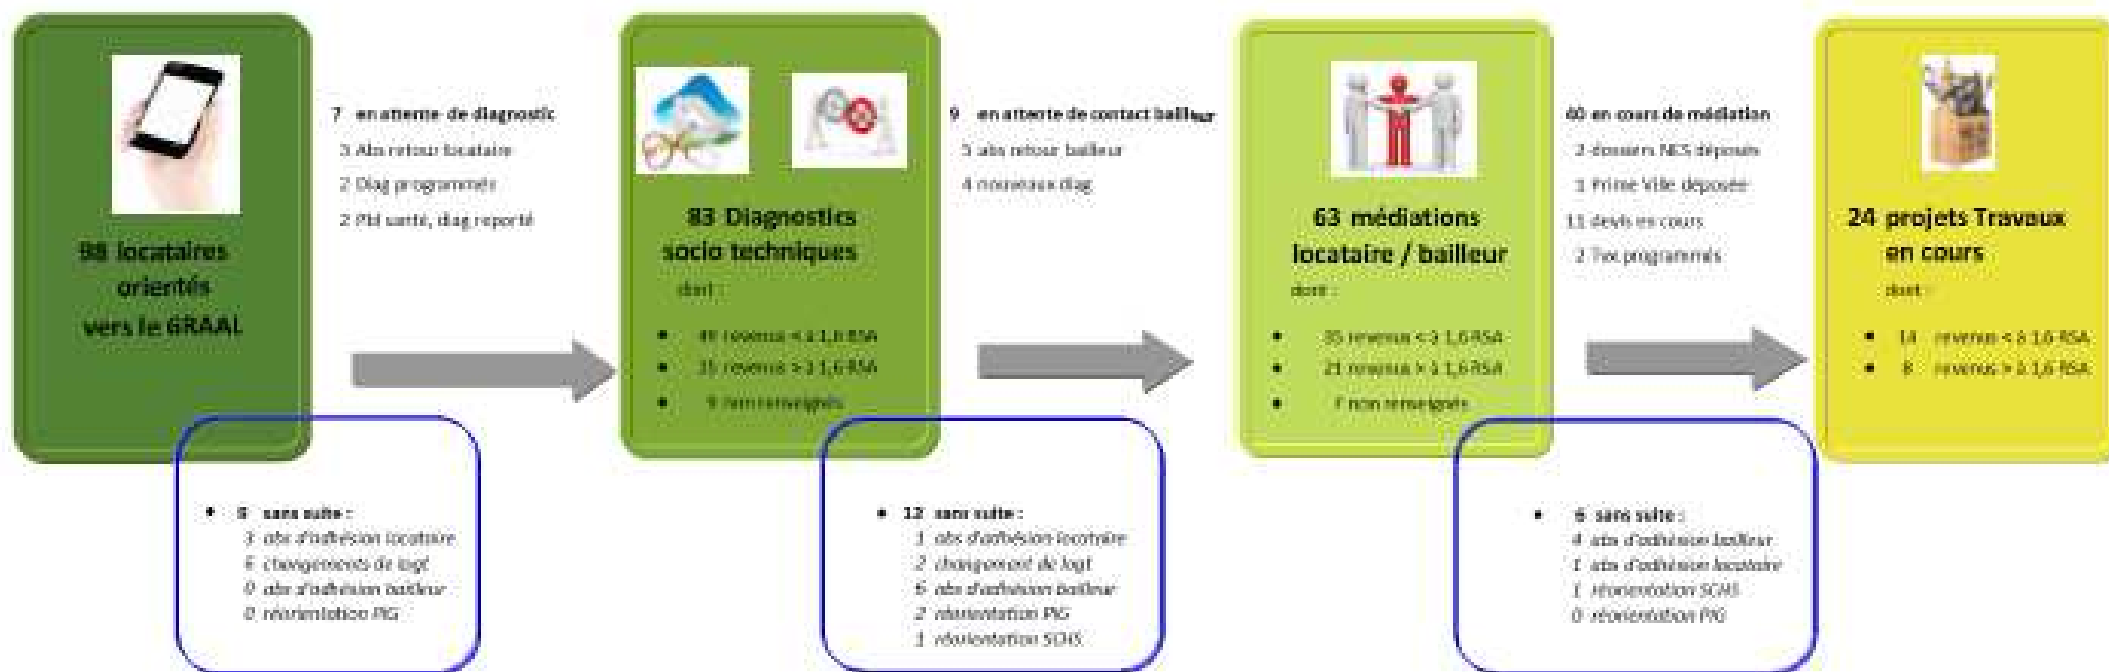 98 locataires
orientés
vers le GRAAL
7 en attente de diagnostic
3 Abs retour locataire
2 Diag programmés
2 Pbl santé, diag reporté
8 sans suite :
3 abs d'adhésion locataire
6 changements de logt
0 abs d'adhésion bailleur
0 réorientation PIG
83 Diagnostics
socio techniques
dont :
49 revenus < à 1,6 RSA
25 revenus > à 1,6 RSA
9 non renseignés
9 en attente de contact bailleur
5 abs retour bailleur
4 nouveaux diag
12 sans suite :
1 abs d'adhésion locataire
2 changement de logt
6 abs d'adhésion bailleur
2 réorientation PIG
1 réorientation SCHS
63 médiations
locataire / bailleur
dont :
35 revenus < à 1,6 RSA
21 revenus > à 1,6 RSA
7 non renseignés
40 en cours de médiation
2 dossiers NES déposés
1 Prime Ville déposée
11 devis en cours
2 Tvx programmés
6 sans suite :
4 abs d'adhésion bailleur
1 abs d'adhésion locataire
1 réorientation SCHS
0 réorientation PIG
24 projets Travaux
en cours
dont :
14 revenus < à 1,6 RSA
8 revenus > à 1,6 RSA